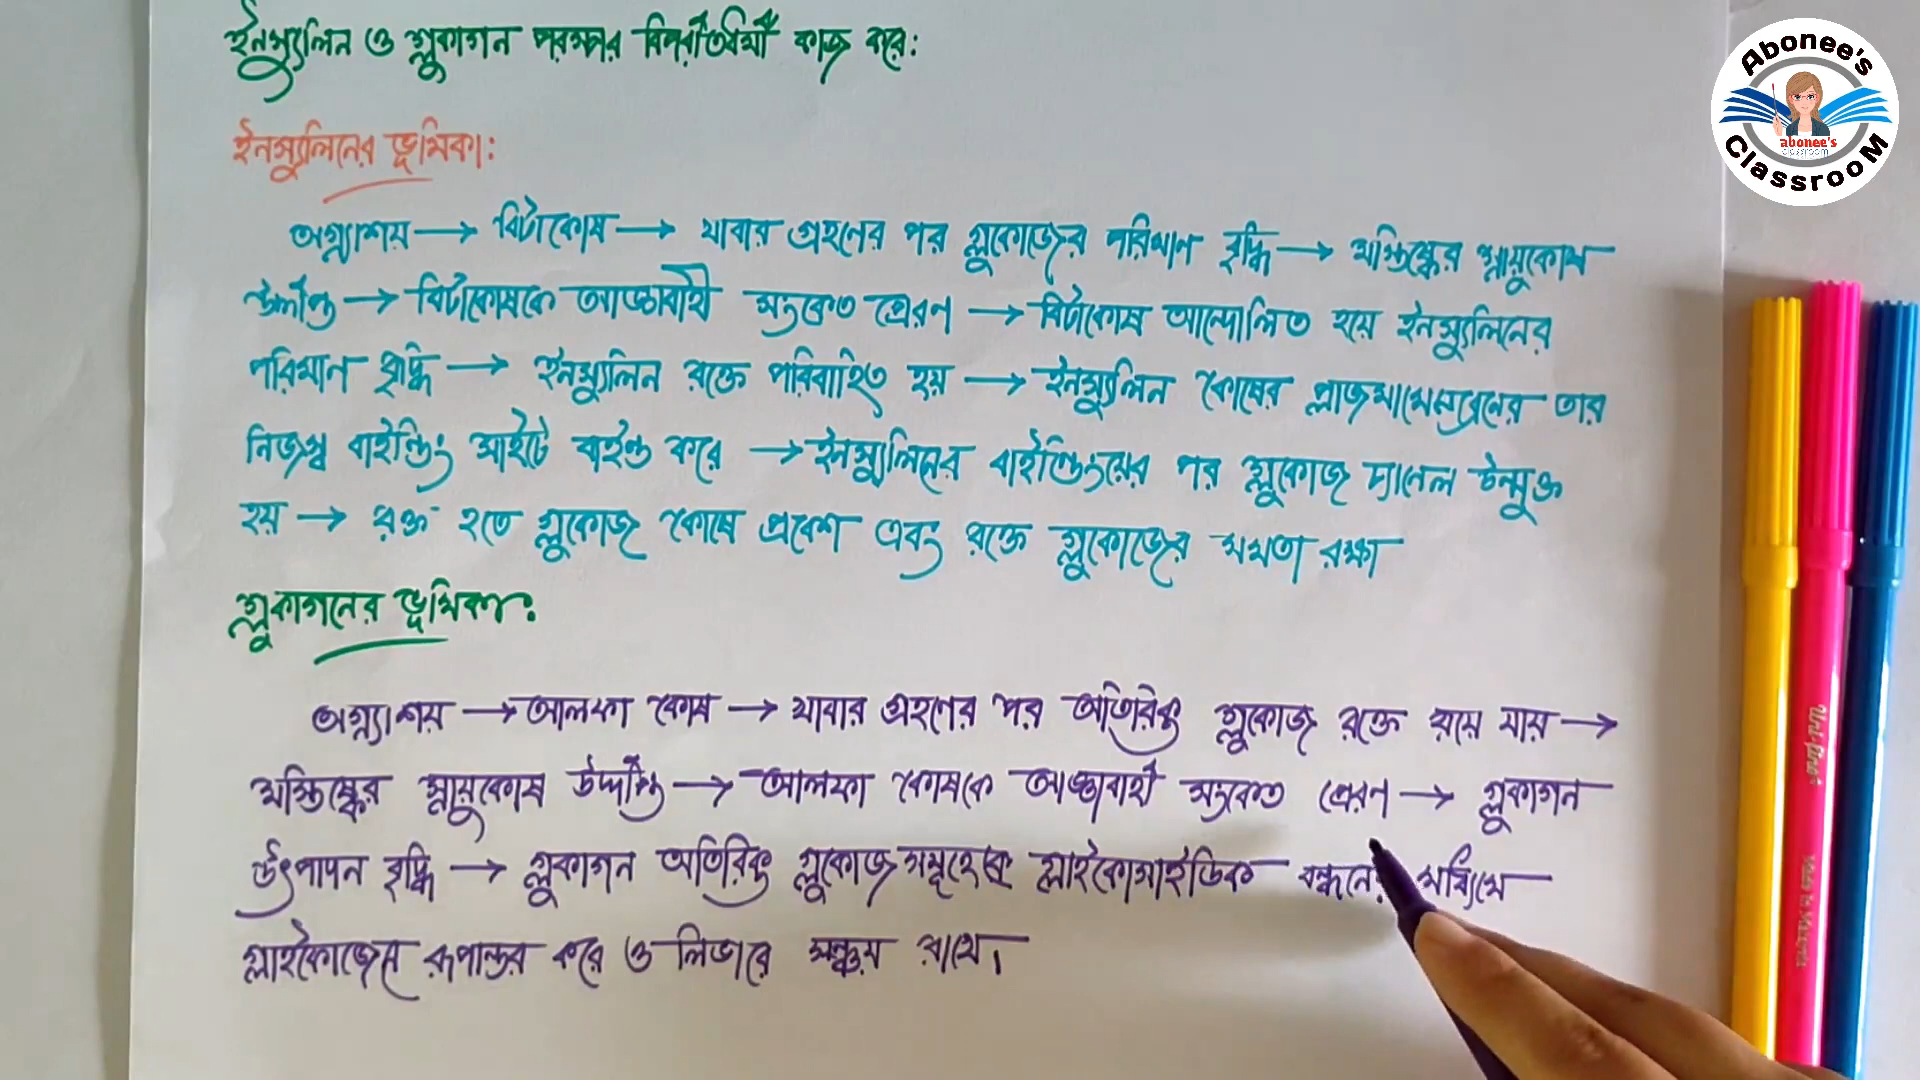 ইনস্যুলিন ও গ্লুকাগন পরস্পর বিপরীতধর্মী কাজ করে:
ইনস্যুলিনের ভূমিকা:
অগ্ন্যাশয় → বিটাকোষ → খাবার গ্রহণের পর গ্লুকোজের পরিমাণ বৃদ্ধি → মস্তিষ্কের স্নায়ুকোষ
উদ্দীপ্ত → বিটাকোষকে আজ্ঞাবাহী সংকেত প্রেরণ → বিটাকোষ আন্দোলিত হয়ে ইনস্যুলিনের
পরিমাণ বৃদ্ধি → ইনস্যুলিন রক্তে পরিবাহিত হয় → ইনস্যুলিন কোষের প্লাজমামেমব্রেনের তার
নিজস্ব বাইন্ডিং সাইটে বাইন্ড করে → ইনস্যুলিনের বাইন্ডিংয়ের পর গ্লুকোজ চ্যানেল উন্মুক্ত
হয় → রক্ত হতে গ্লুকোজ কোষে প্রবেশ এবং রক্তে গ্লুকোজের সমতা রক্ষা
গ্লুকাগনের ভূমিকা:
অগ্ন্যাশয় → আলফা কোষ → খাবার গ্রহণের পর অতিরিক্ত গ্লুকোজ রক্তে রয়ে যায় →
মস্তিষ্কের স্নায়ুকোষ উদ্দীপ্ত → আলফা কোষকে আজ্ঞাবাহী সংকেত প্রেরণ → গ্লুকাগন
উৎপাদন বৃদ্ধি → গ্লুকাগন অতিরিক্ত গ্লুকোজসমূহকে গ্লাইকোসাইডিক বন্ধনের মাধ্যমে
গ্লাইকোজেনে রূপান্তর করে ও লিভারে সঞ্চয় রাখে।
Abonee's
abonee's
classroom
ClassrooM